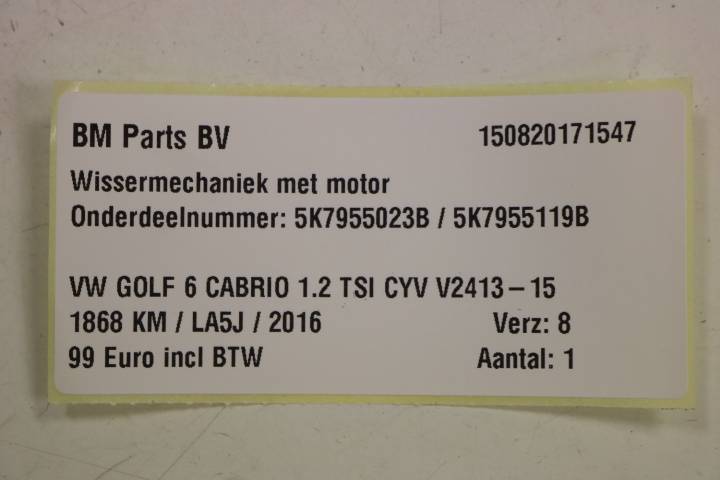 BM Parts BV 150820171547
Wissermechaniek met motor
Onderdeelnummer: 5K7955023B / 5K7955119B
VW GOLF 6 CABRIO 1.2 TSI CYV V2413-15
1868 KM / LA5J / 2016 Verz: 8
99 Euro incl BTW Aantal: 1